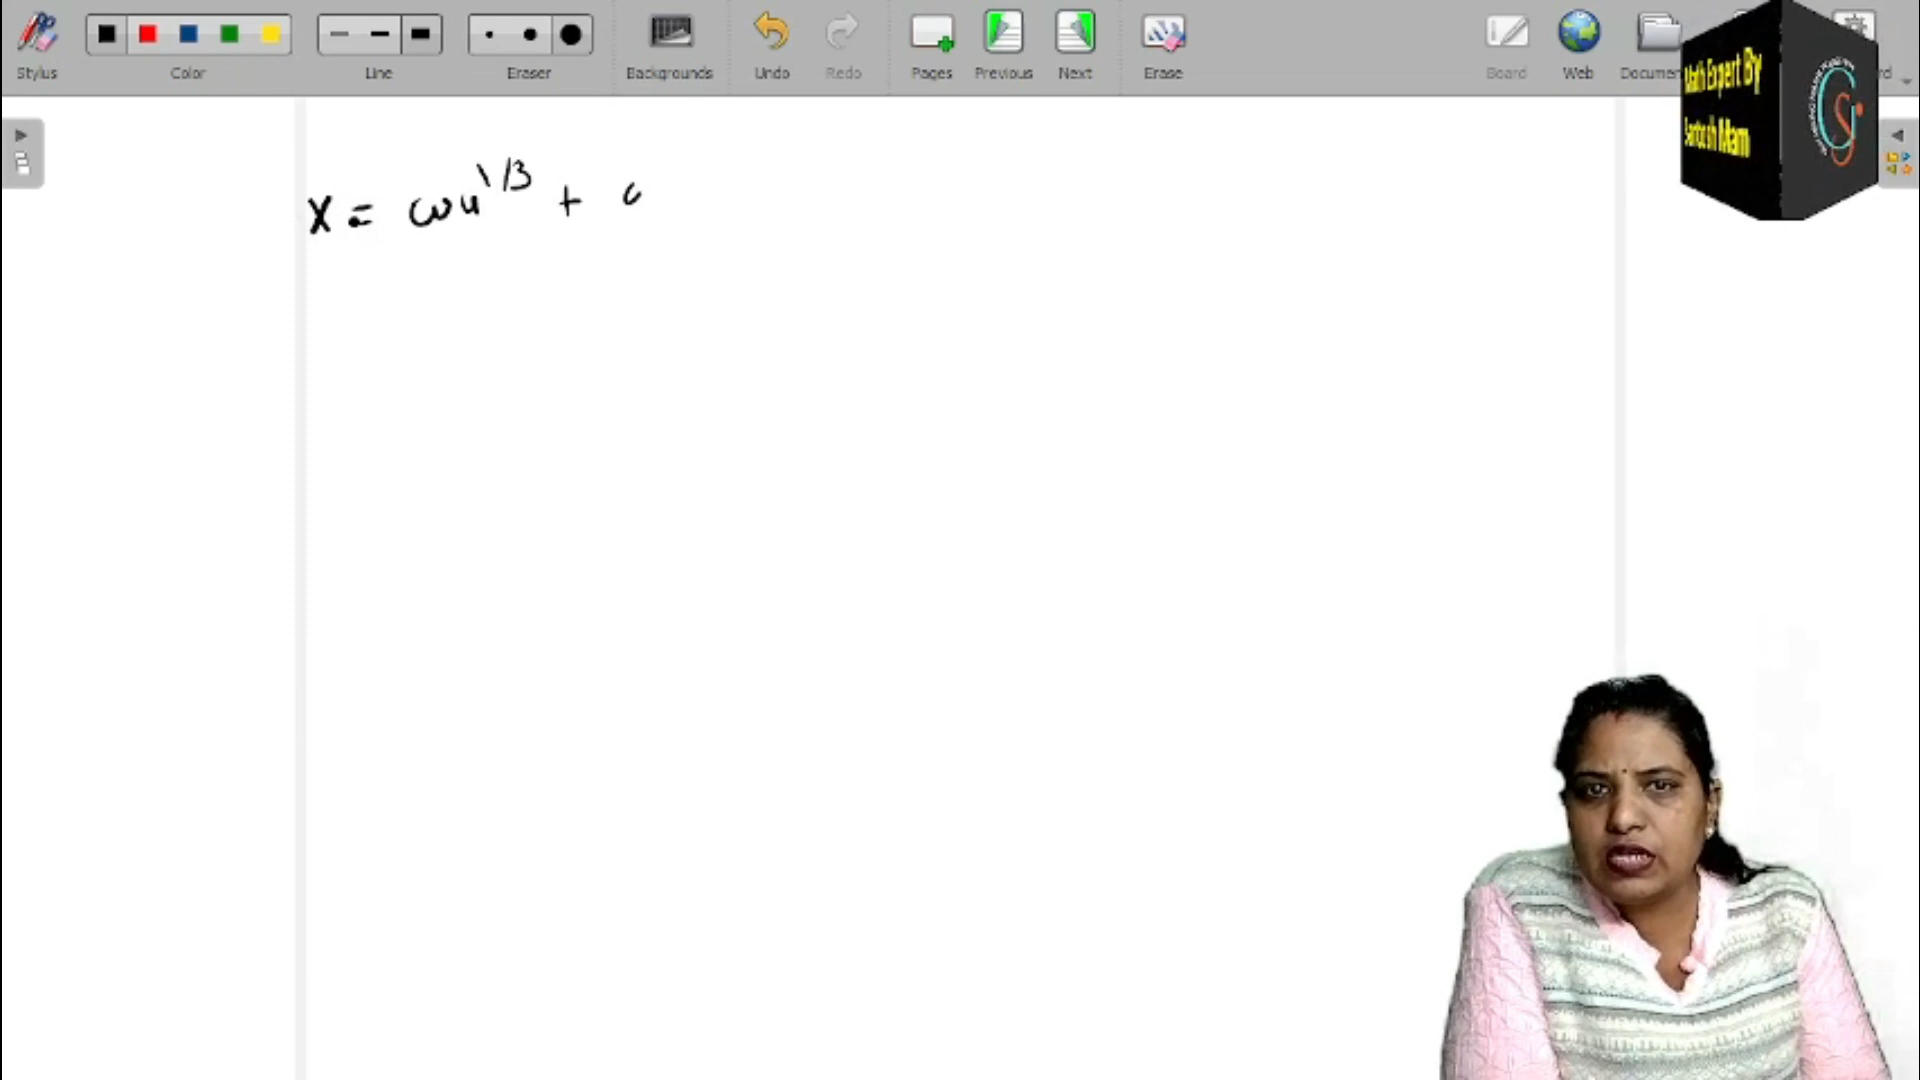 Stylus Color Line Eraser Backgrounds Undo Redo Pages Previous Next Erase Board Web
Math Expert By
Santosh Mam
x = ωu^1/3 +